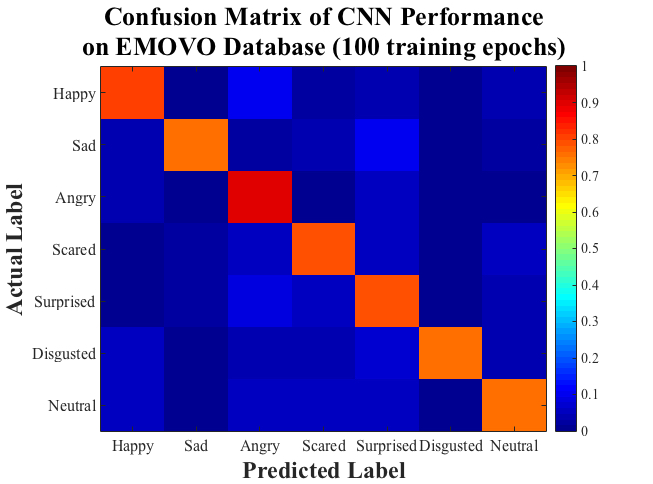 Confusion Matrix of CNN Performance
on EMOVO Database (100 training epochs)
Actual Label
Happy
Sad
Angry
Scared
Surprised
Disgusted
Neutral
Happy Sad Angry Scared Surprised Disgusted Neutral
Predicted Label
1
0.9
0.8
0.7
0.6
0.5
0.4
0.3
0.2
0.1
0